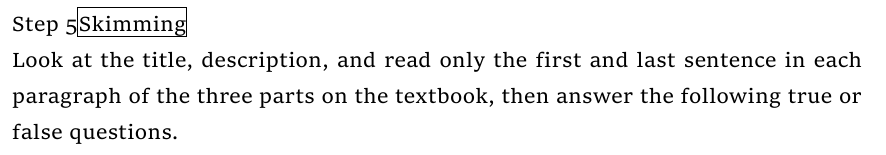 Step 5Skimming
Look at the title, description, and read only the first and last sentence in each
paragraph of the three parts on the textbook, then answer the following true or
false questions.